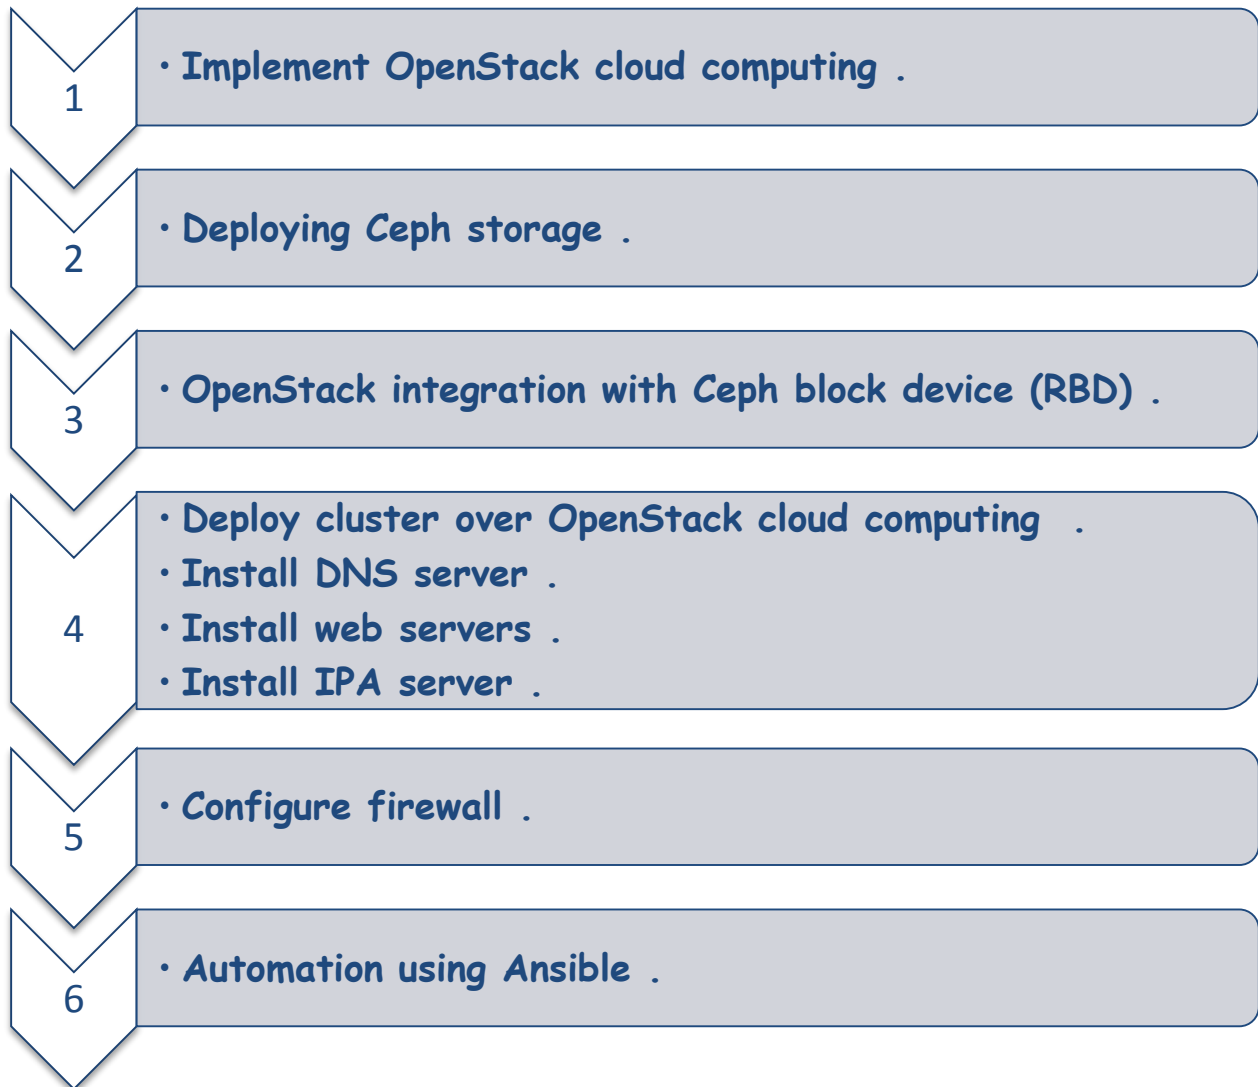 1
• Implement OpenStack cloud computing .
2
• Deploying Ceph storage .
3
• OpenStack integration with Ceph block device (RBD) .
4
• Deploy cluster over OpenStack cloud computing .
• Install DNS server .
• Install web servers .
• Install IPA server .
5
• Configure firewall .
6
• Automation using Ansible .